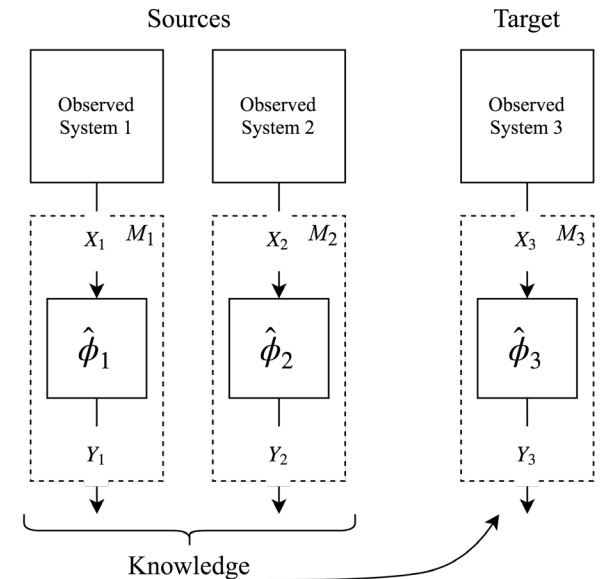 Sources Target
Observed System 1
Observed System 2
Observed System 3
X₁ M₁ X₂ M₂ X₃ M₃
ϕ̂₁ ϕ̂₂ ϕ̂₃
Y₁ Y₂ Y₃
Knowledge